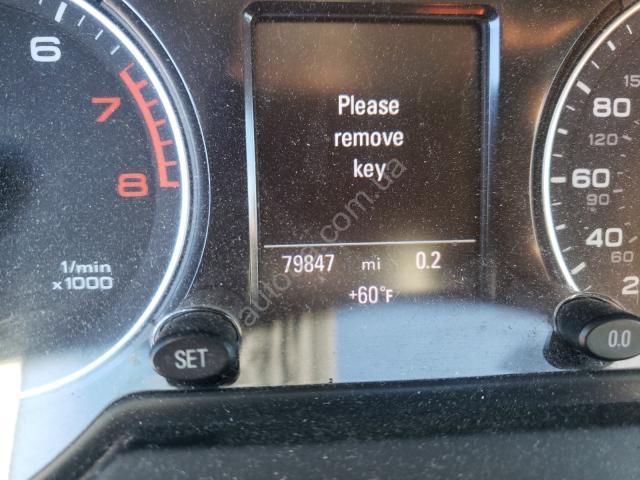 6
7
8
1/min
x1000
Please
remove
key
79847 mi 0.2
+60°F
SET
80
120
60
90
40
60
0.0